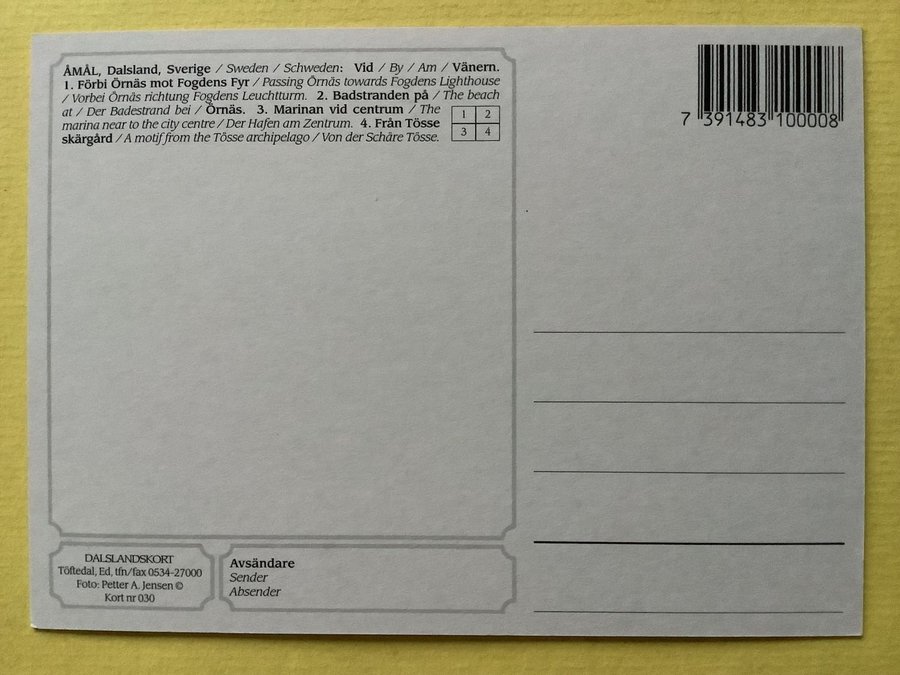 ÅMÅL, Dalsland, Sverige / Sweden / Schweden: Vid / By / Am / Vänern.
1. Förbi Örnäs mot Fogdens Fyr / Passing Örnäs towards Fogdens Lighthouse
/ Vorbei Örnäs richtung Fogdens Leuchtturm. 2. Badstranden på / The beach
at / Der Badestrand bei / Örnäs. 3. Marinan vid centrum / The
marina near to the city centre / Der Hafen am Zentrum. 4. Från Tösse
skärgård / A motif from the Tösse archipelago / Von der Schäre Tösse.
1 2
3 4
7 391483 100008
DALSLANDSKORT
Töftedal, Ed, tfn/fax 0534-27000
Foto: Petter A. Jensen ©
Kort nr 030
Avsändare
Sender
Absender